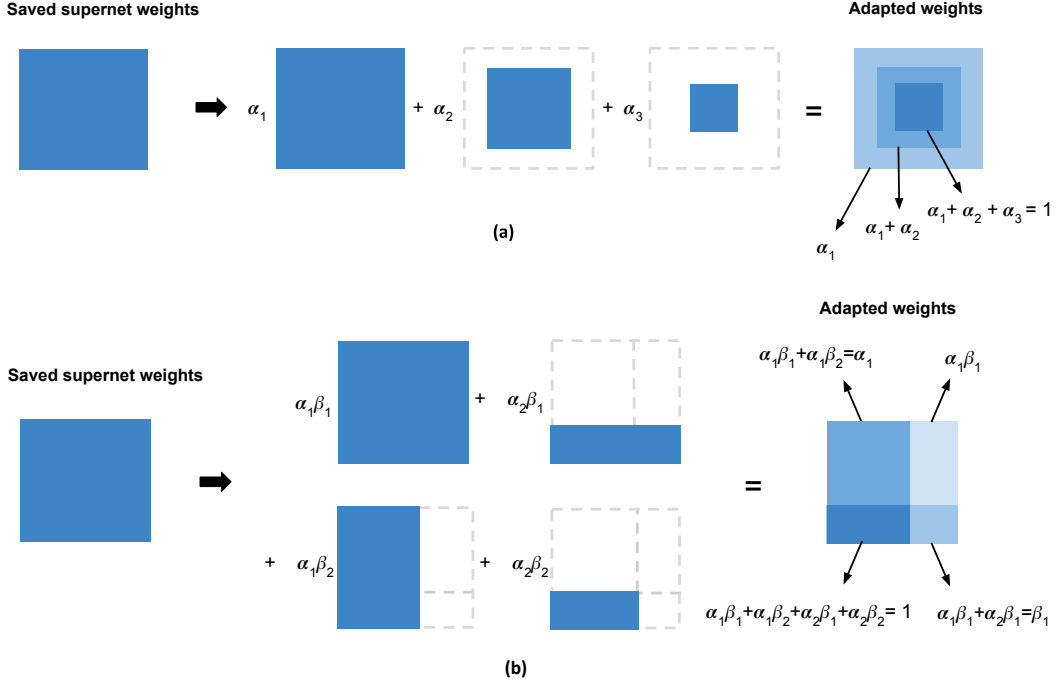 Saved supernet weights
Adapted weights
α₁ + α₂ + α₃ =
α₁+ α₂ + α₃ = 1
α₁+ α₂
α₁
(a)
Adapted weights
Saved supernet weights
α₁β₁ + α₂β₁
+ α₁β₂ + α₂β₂
=
α₁β₁+α₁β₂=α₁
α₁β₁
α₁β₁+α₁β₂+α₂β₁+α₂β₂= 1
α₁β₁+α₂β₁=β₁
(b)